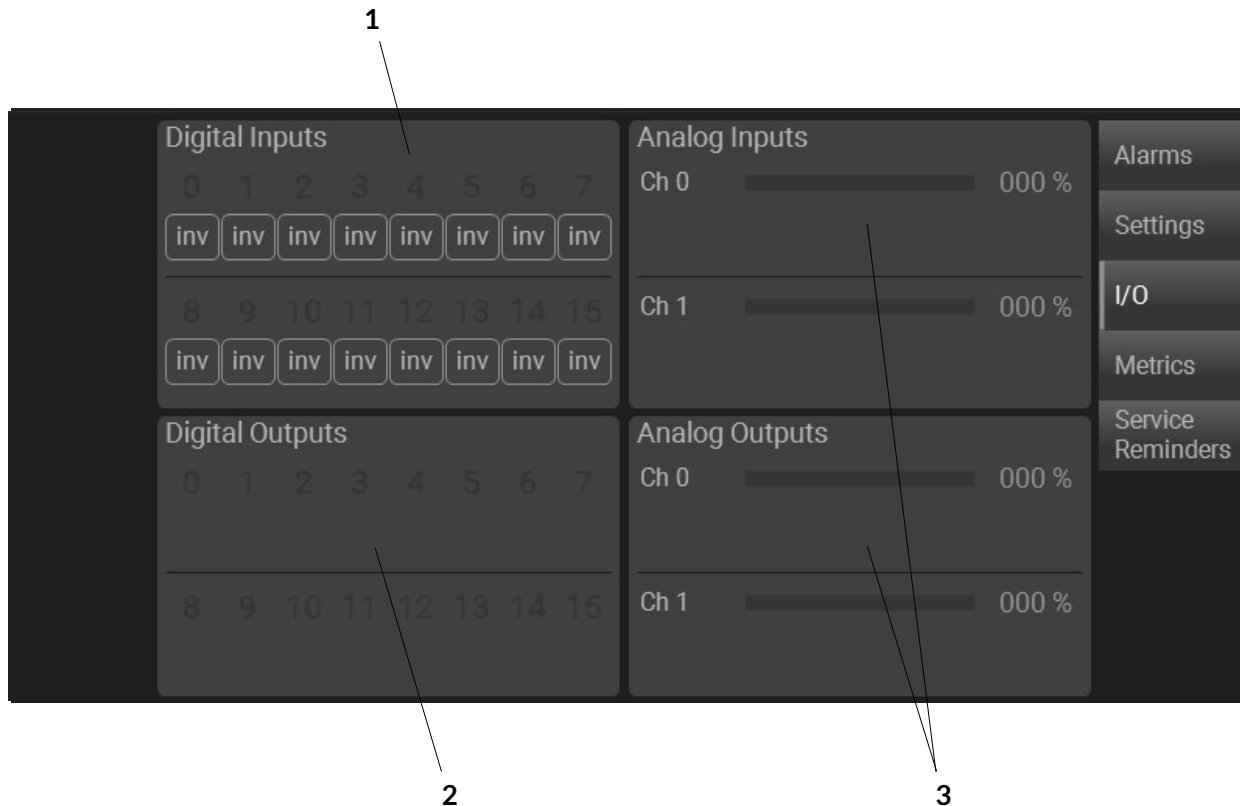 1
Digital Inputs
0 1 2 3 4 5 6 7
inv inv inv inv inv inv inv inv
8 9 10 11 12 13 14 15
inv inv inv inv inv inv inv inv
Analog Inputs
Ch 0 000 %
Ch 1 000 %
Digital Outputs
0 1 2 3 4 5 6 7
8 9 10 11 12 13 14 15
Analog Outputs
Ch 0 000 %
Ch 1 000 %
Alarms
Settings
I/O
Metrics
Service
Reminders
2
3